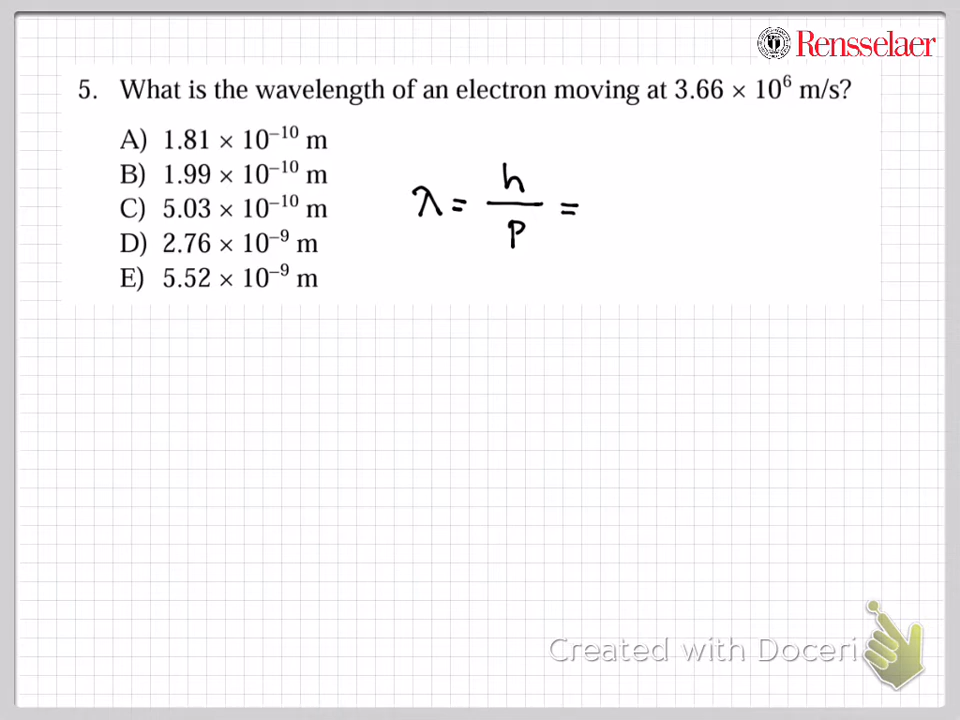 Rensselaer
5. What is the wavelength of an electron moving at 3.66 × 10⁶ m/s?
A) 1.81 × 10⁻¹⁰ m
B) 1.99 × 10⁻¹⁰ m
C) 5.03 × 10⁻¹⁰ m
D) 2.76 × 10⁻⁹ m
E) 5.52 × 10⁻⁹ m
λ = h/p =
Created with Doceri